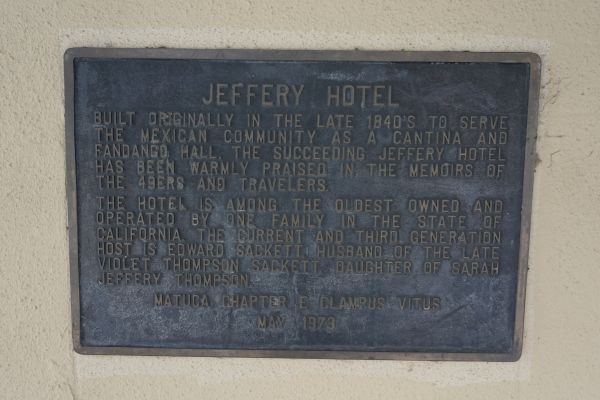 JEFFERY HOTEL
BUILT ORIGINALLY IN THE LATE 1840'S TO SERVE
THE MEXICAN COMMUNITY AS A CANTINA AND
FANDANGO HALL. THE SUCCEEDING JEFFERY HOTEL
HAS BEEN WARMLY PRAISED IN THE MEMOIRS OF
THE 49ERS AND TRAVELERS.
THE HOTEL IS AMONG THE OLDEST OWNED AND
OPERATED BY ONE FAMILY IN THE STATE OF
CALIFORNIA. THE CURRENT AND THIRD GENERATION
HOST IS EDWARD SACKETT, HUSBAND OF THE LATE
VIOLET THOMPSON SACKETT, DAUGHTER OF SARAH
JEFFERY THOMPSON.
MATUCA CHAPTER E CLAMPUS VITUS
MAY 1973